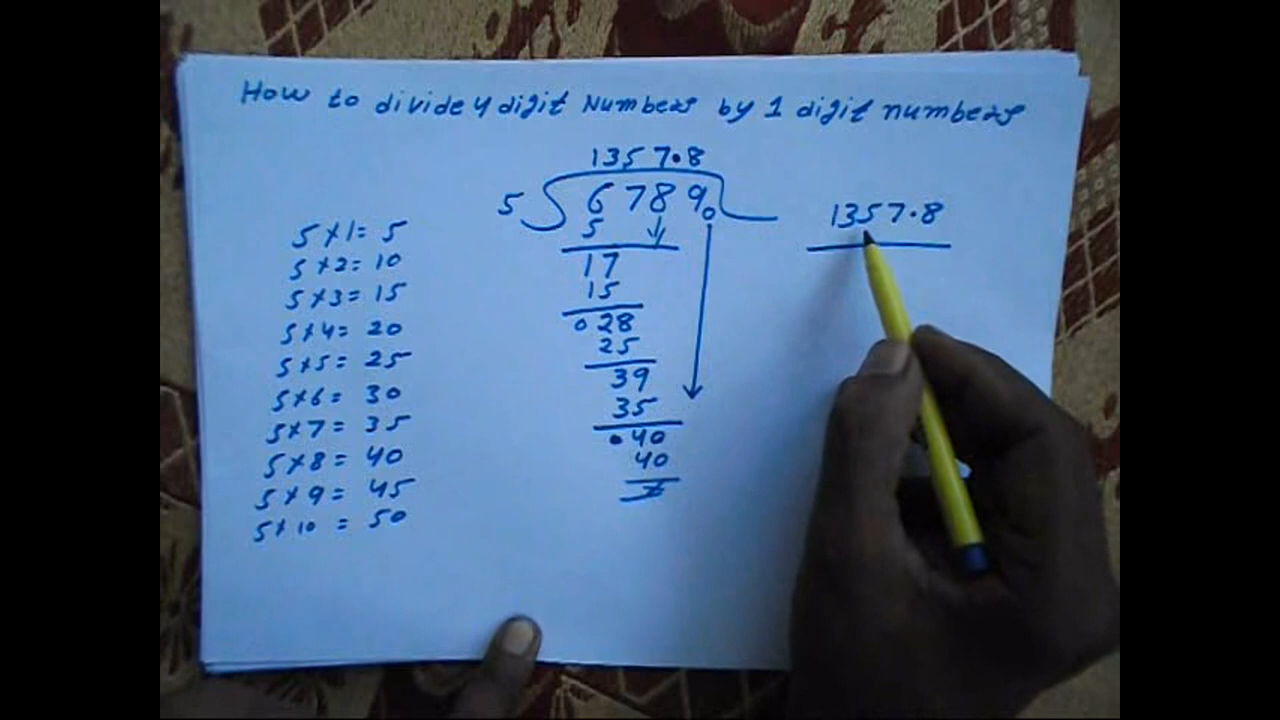 How to divide 4 digit Numbers by 1 digit numbers
1357.8
5 6789.0
5
17
15
028
25
39
35
.40
40
1357.8
5x1= 5
5x2= 10
5x3= 15
5x4= 20
5x5= 25
5x6= 30
5x7= 35
5x8= 40
5x9= 45
5x10 = 50